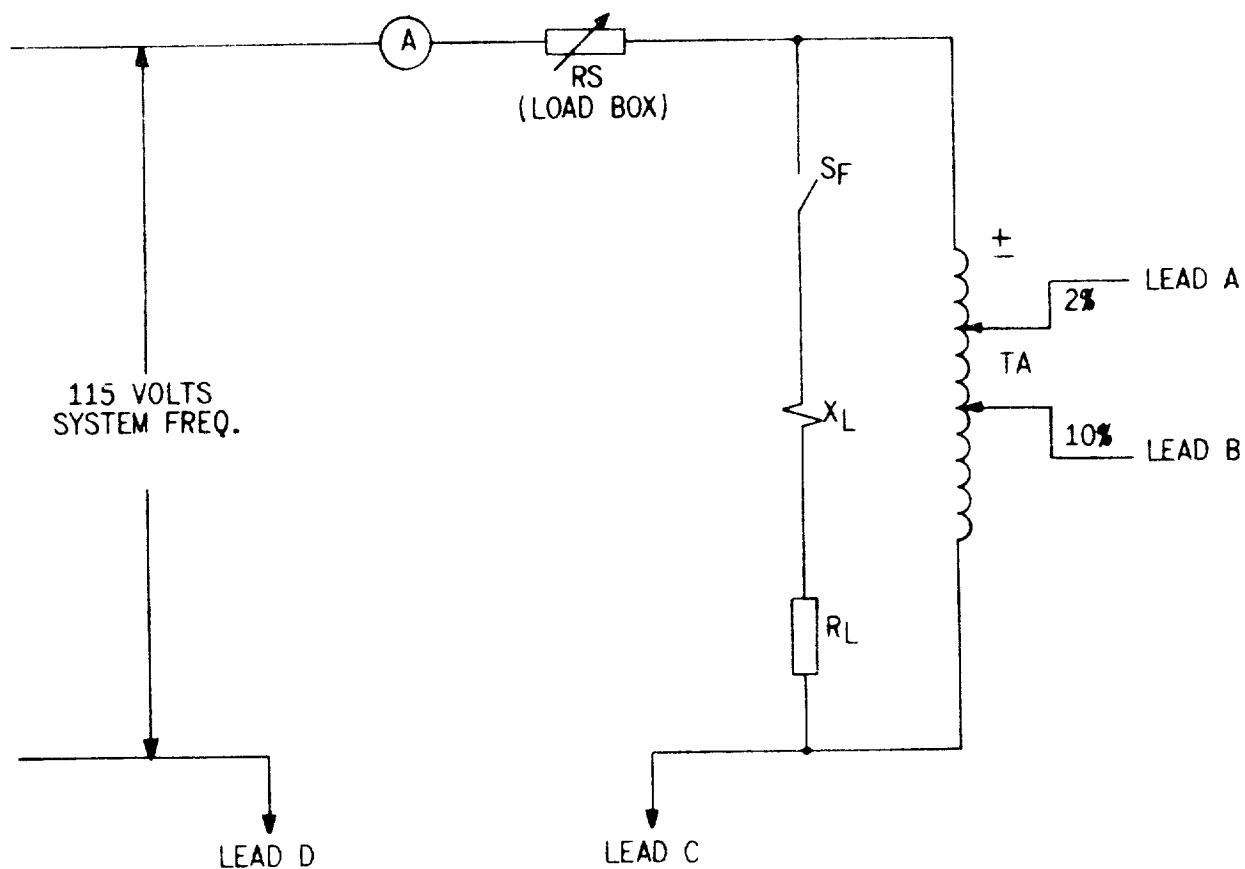 A
RS
(LOAD BOX)
SF
±
LEAD A
2%
TA
115 VOLTS
SYSTEM FREQ.
XL
10%
LEAD B
RL
LEAD D
LEAD C